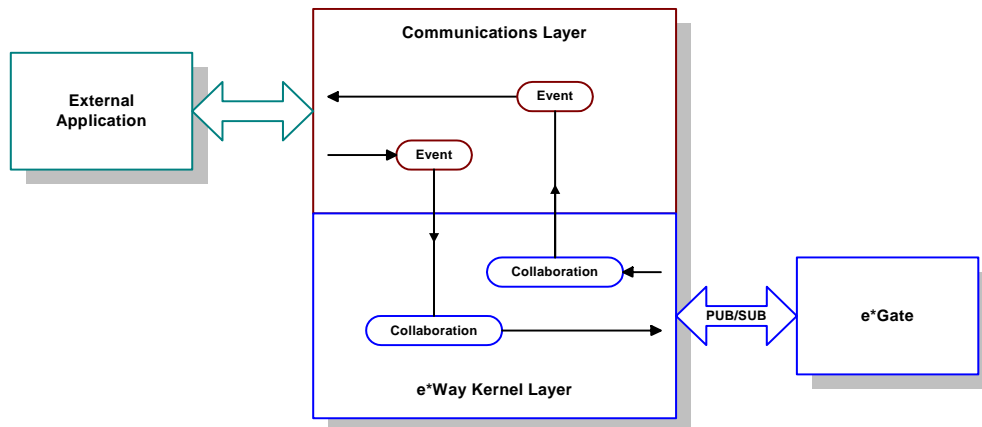 Communications Layer
External
Application
Event
Event
Collaboration
Collaboration
PUB/SUB
e*Gate
e*Way Kernel Layer